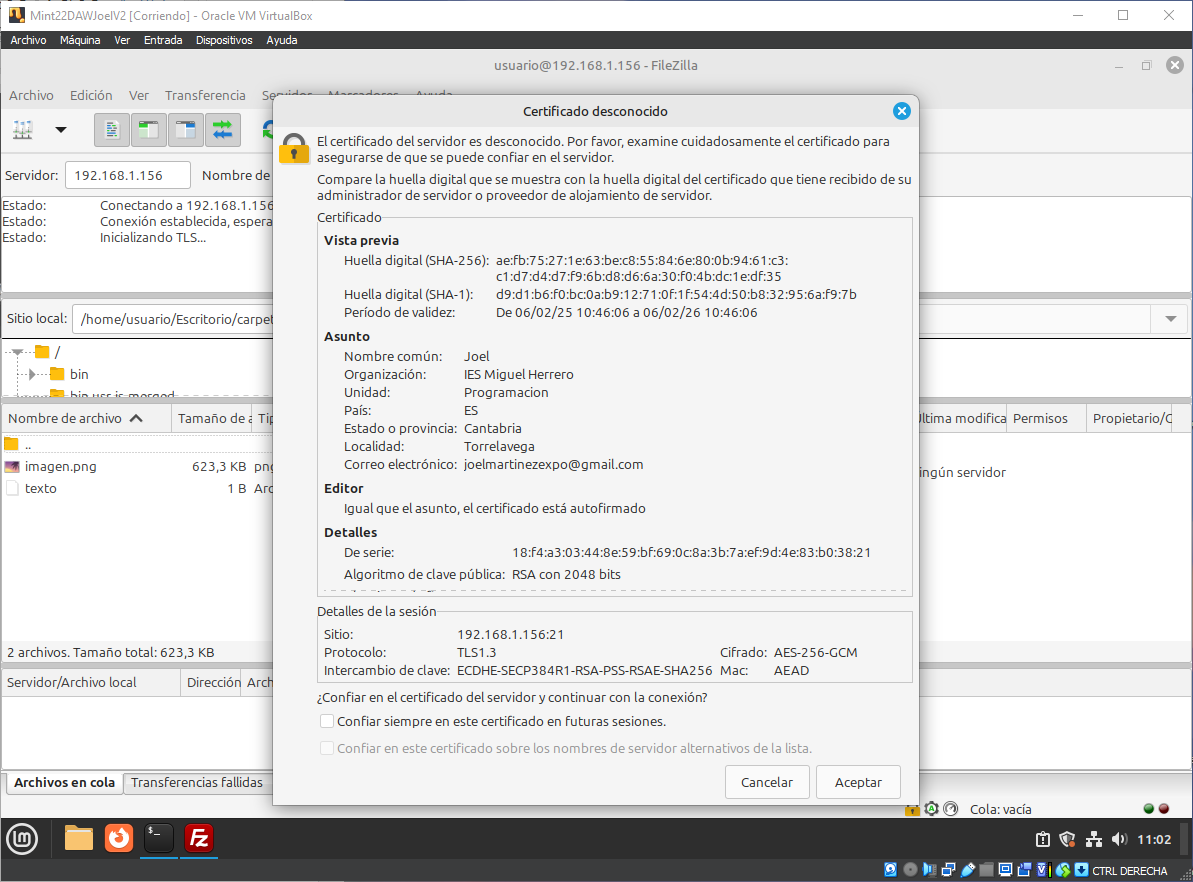 Mint22DAWJoelV2 [Corriendo] - Oracle VM VirtualBox
Archivo Máquina Ver Entrada Dispositivos Ayuda
usuario@192.168.1.156 - FileZilla
Archivo Edición Ver Transferencia Servidor Marcadores Ayuda
Certificado desconocido
El certificado del servidor es desconocido. Por favor, examine cuidadosamente el certificado para
asegurarse de que se puede confiar en el servidor.
Servidor: 192.168.1.156 Nombre de
Compare la huella digital que se muestra con la huella digital del certificado que tiene recibido de su
administrador de servidor o proveedor de alojamiento de servidor.
Estado: Conectando a 192.168.1.156
Estado: Conexión establecida, espera
Estado: Inicializando TLS...
Certificado
Vista previa
Huella digital (SHA-256): ae:fb:75:27:1e:63:be:c8:55:84:6e:80:0b:94:61:c3:
c1:d7:d4:d7:f9:6b:d8:d6:6a:30:f0:4b:dc:1e:df:35
Huella digital (SHA-1): d9:d1:b6:f0:bc:0a:b9:12:71:0f:1f:54:4d:50:b8:32:95:6a:f9:7b
Período de validez: De 06/02/25 10:46:06 a 06/02/26 10:46:06
Sitio local: /home/usuario/Escritorio/carpet
/
bin
bin.usr-is-merged
Asunto
Nombre común: Joel
Organización: IES Miguel Herrero
Unidad: Programacion
País: ES
Estado o provincia: Cantabria
Localidad: Torrelavega
Correo electrónico: joelmartinezexpo@gmail.com
Nombre de archivo Tamaño de a Tip
Última modifica Permisos Propietario/G
..
imagen.png 623,3 KB png
texto 1 B Arc
ingún servidor
Editor
Igual que el asunto, el certificado está autofirmado
Detalles
De serie: 18:f4:a3:03:44:8e:59:bf:69:0c:8a:3b:7a:ef:9d:4e:83:b0:38:21
Algoritmo de clave pública: RSA con 2048 bits
Detalles de la sesión
Sitio: 192.168.1.156:21
Protocolo: TLS1.3 Cifrado: AES-256-GCM
Intercambio de clave: ECDHE-SECP384R1-RSA-PSS-RSAE-SHA256 Mac: AEAD
2 archivos. Tamaño total: 623,3 KB
Servidor/Archivo local Dirección Arch
¿Confiar en el certificado del servidor y continuar con la conexión?
Confiar siempre en este certificado en futuras sesiones.
Confiar en este certificado sobre los nombres de servidor alternativos de la lista.
Cancelar Aceptar
Archivos en cola Transferencias fallidas
Cola: vacía
11:02
CTRL DERECHA